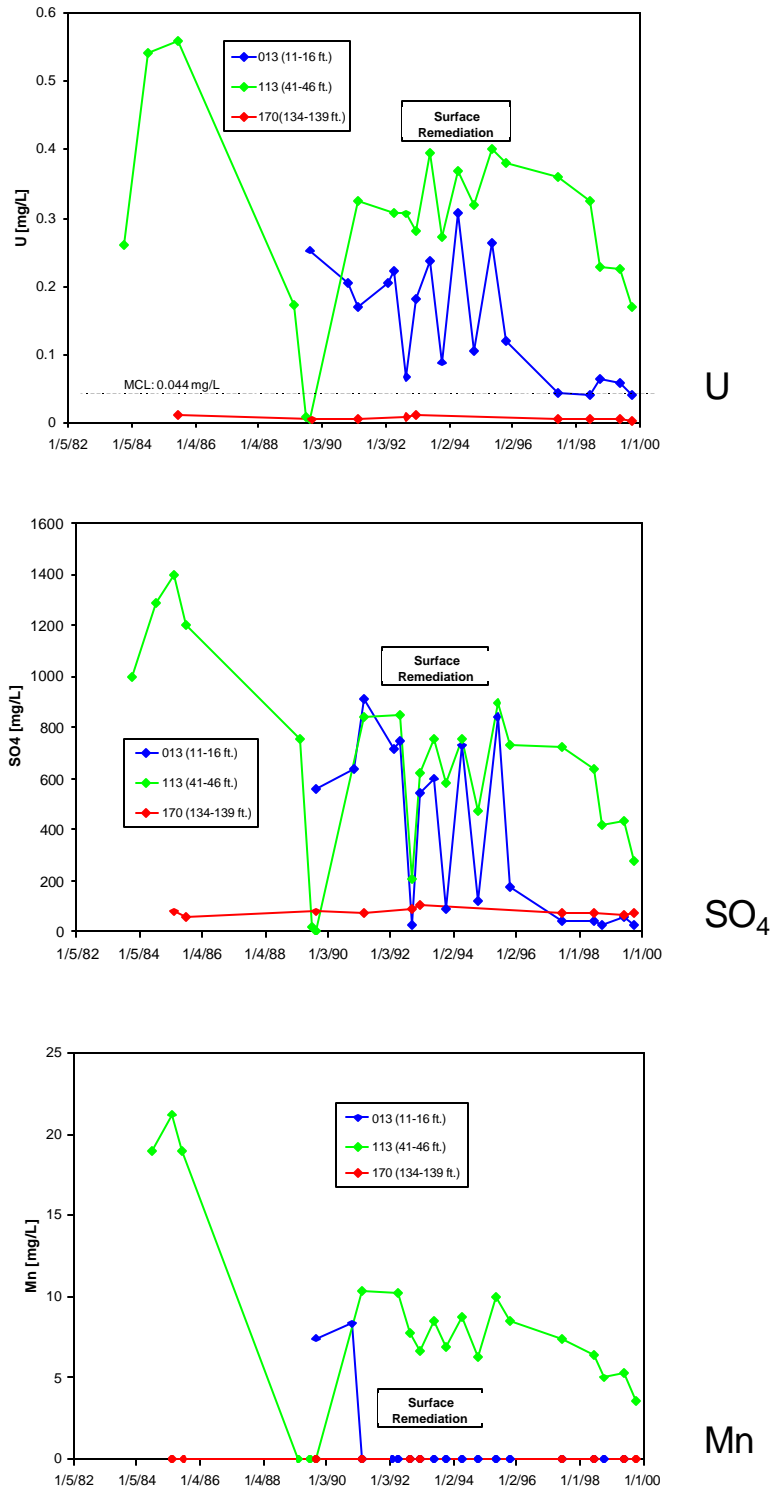 0.6
0.5
0.4
0.3
0.2
0.1
0
U [mg/L]
013 (11-16 ft.)
113 (41-46 ft.)
170(134-139 ft.)
Surface
Remediation
MCL: 0.044 mg/L
1/5/82 1/5/84 1/4/86 1/4/88 1/3/90 1/3/92 1/2/94 1/2/96 1/1/98 1/1/00
U
1600
1400
1200
1000
800
600
400
200
0
SO4 [mg/L]
Surface
Remediation
013 (11-16 ft.)
113 (41-46 ft.)
170 (134-139 ft.)
1/5/82 1/5/84 1/4/86 1/4/88 1/3/90 1/3/92 1/2/94 1/2/96 1/1/98 1/1/00
SO4
25
20
15
10
5
0
Mn [mg/L]
013 (11-16 ft.)
113 (41-46 ft.)
170 (134-139 ft.)
Surface
Remediation
1/5/82 1/5/84 1/4/86 1/4/88 1/3/90 1/3/92 1/2/94 1/2/96 1/1/98 1/1/00
Mn